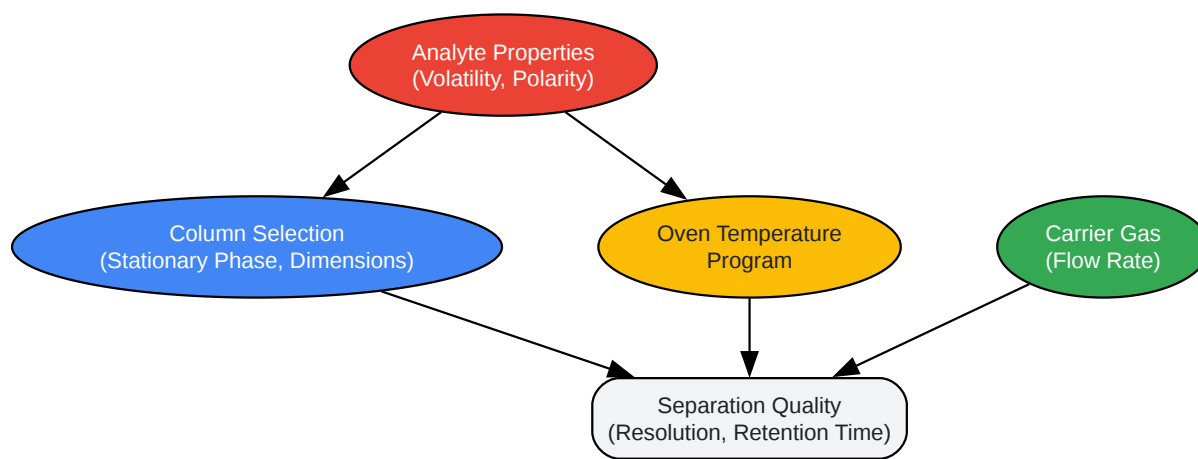 Analyte Properties
(Volatility, Polarity)
Column Selection
(Stationary Phase, Dimensions)
Oven Temperature
Program
Carrier Gas
(Flow Rate)
Separation Quality
(Resolution, Retention Time)